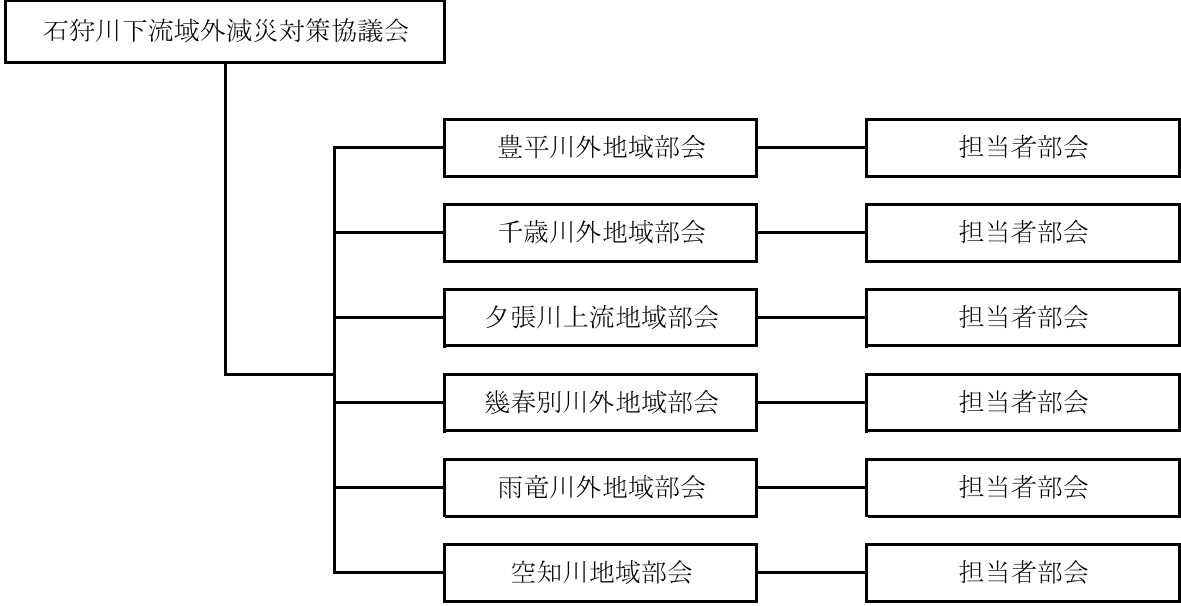 石狩川下流域外減災対策協議会
豊平川外地域部会
担当者部会
千歳川外地域部会
担当者部会
夕張川上流地域部会
担当者部会
幾春別川外地域部会
担当者部会
雨竜川外地域部会
担当者部会
空知川地域部会
担当者部会